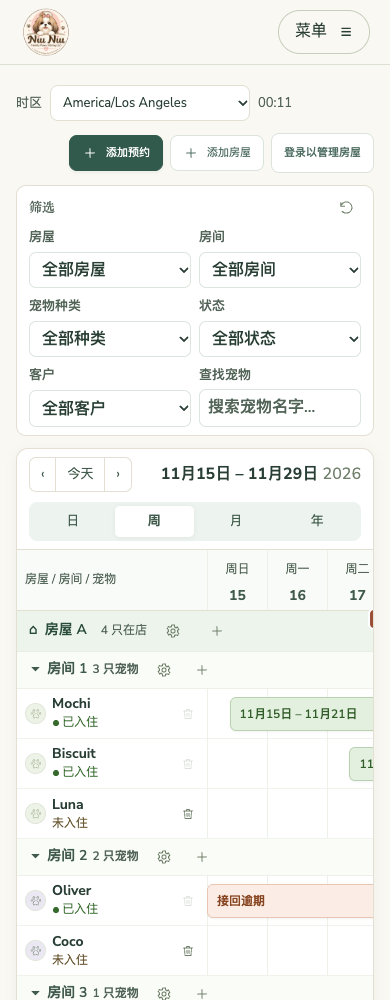 Niu Niu
菜单
时区 America/Los Angeles 00:11
添加预约 添加房屋 登录以管理房屋
筛选
房屋 房间
全部房屋 全部房间
宠物种类 状态
全部种类 全部状态
客户 查找宠物
全部客户 搜索宠物名字...
‹ 今天 › 11月15日 – 11月29日 2026
日 周 月 年
房屋 / 房间 / 宠物 周日 周一 周二
15 16 17
房屋 A 4 只在店
房间 1 3 只宠物
Mochi
已入住 11月15日 – 11月21日
Biscuit
已入住 11
Luna
未入住
房间 2 2 只宠物
Oliver
已入住 接回逾期
Coco
未入住
房间 3 1 只宠物